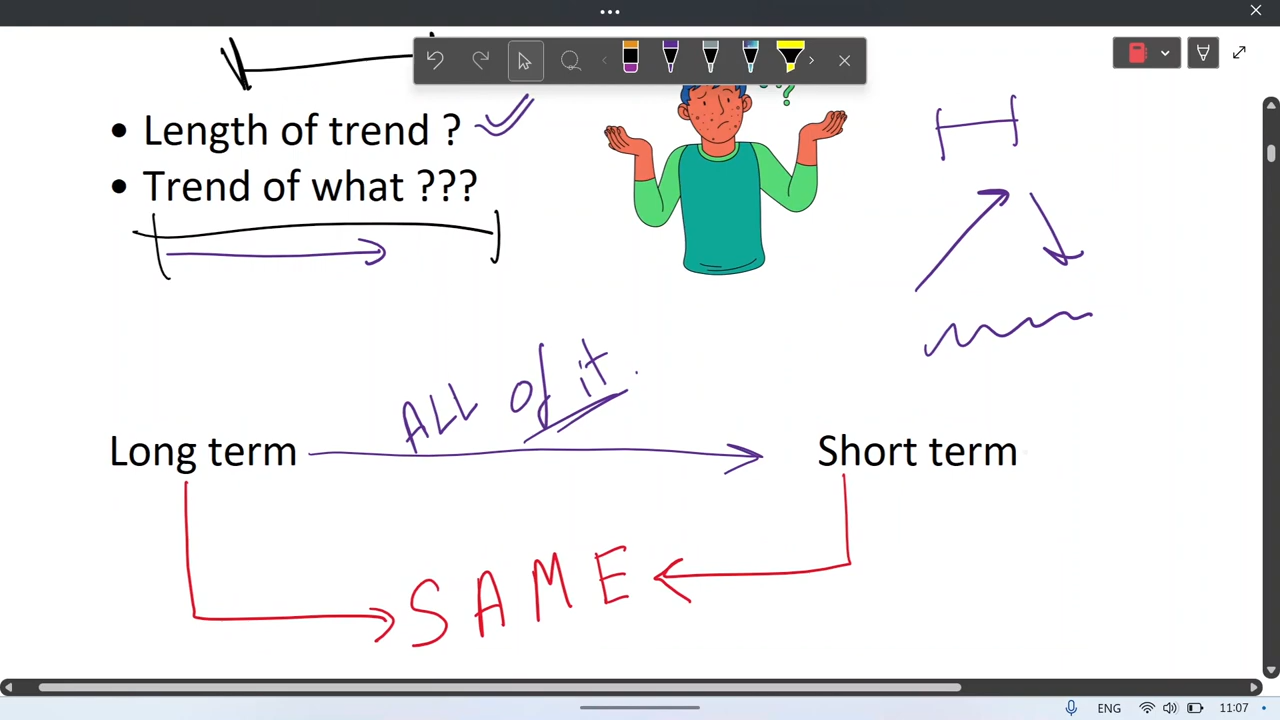 • Length of trend ?
• Trend of what ???
?
ALL of it.
Long term
Short term
SAME
ENG
11:07